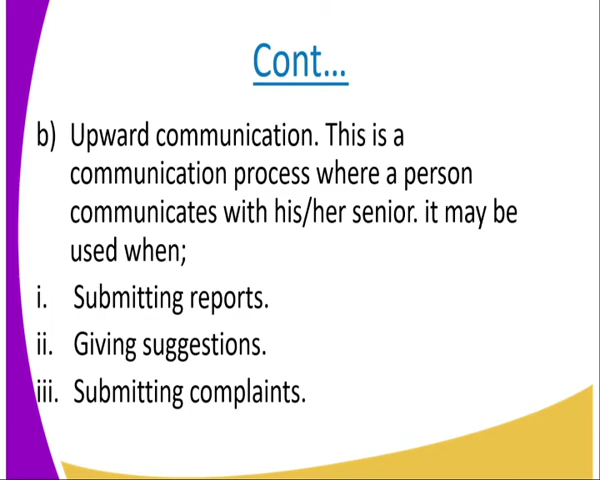 Cont...
b) Upward communication. This is a
communication process where a person
communicates with his/her senior. it may be
used when;
i. Submitting reports.
ii. Giving suggestions.
iii. Submitting complaints.